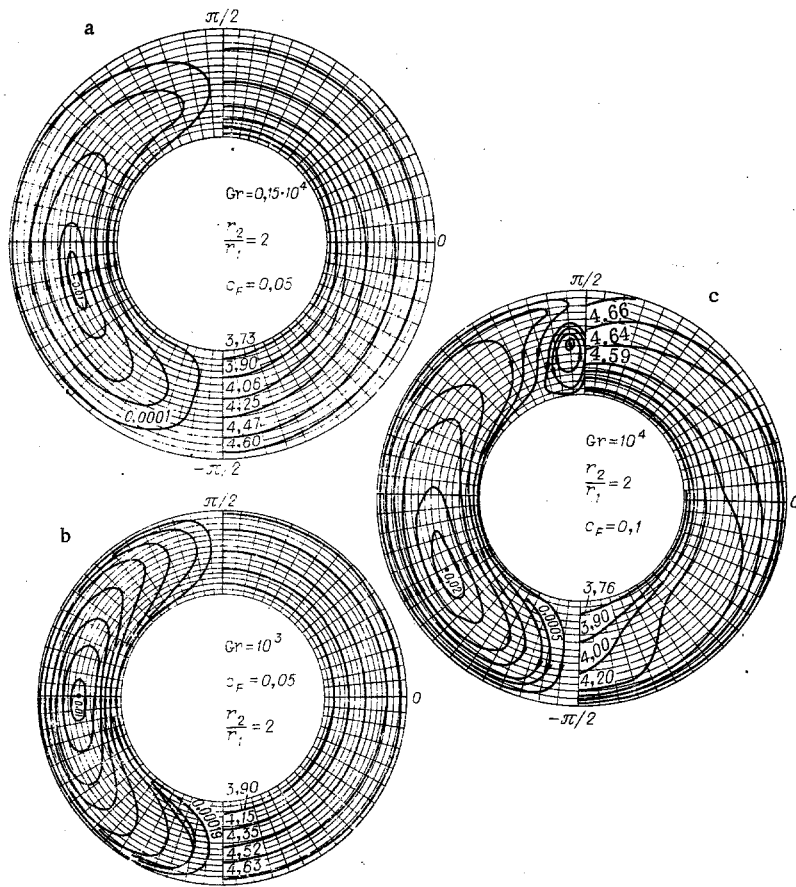 a
π/2
Gr=0,15·10⁴
r₂/r₁=2
c_F=0,05
0
0.01
3,73
3,90
4,06
4,25
4,47
4,60
0.0001
-π/2
b
π/2
Gr=10³
c_F=0,05
r₂/r₁=2
0
3,90
4,15
4,35
4,52
4,63
0.0009
c
π/2
4,66
4,64
4,59
Gr=10⁴
r₂/r₁=2
c_F=0,1
0
0.02
3,76
3,90
4,00
4,20
0.0005
-π/2